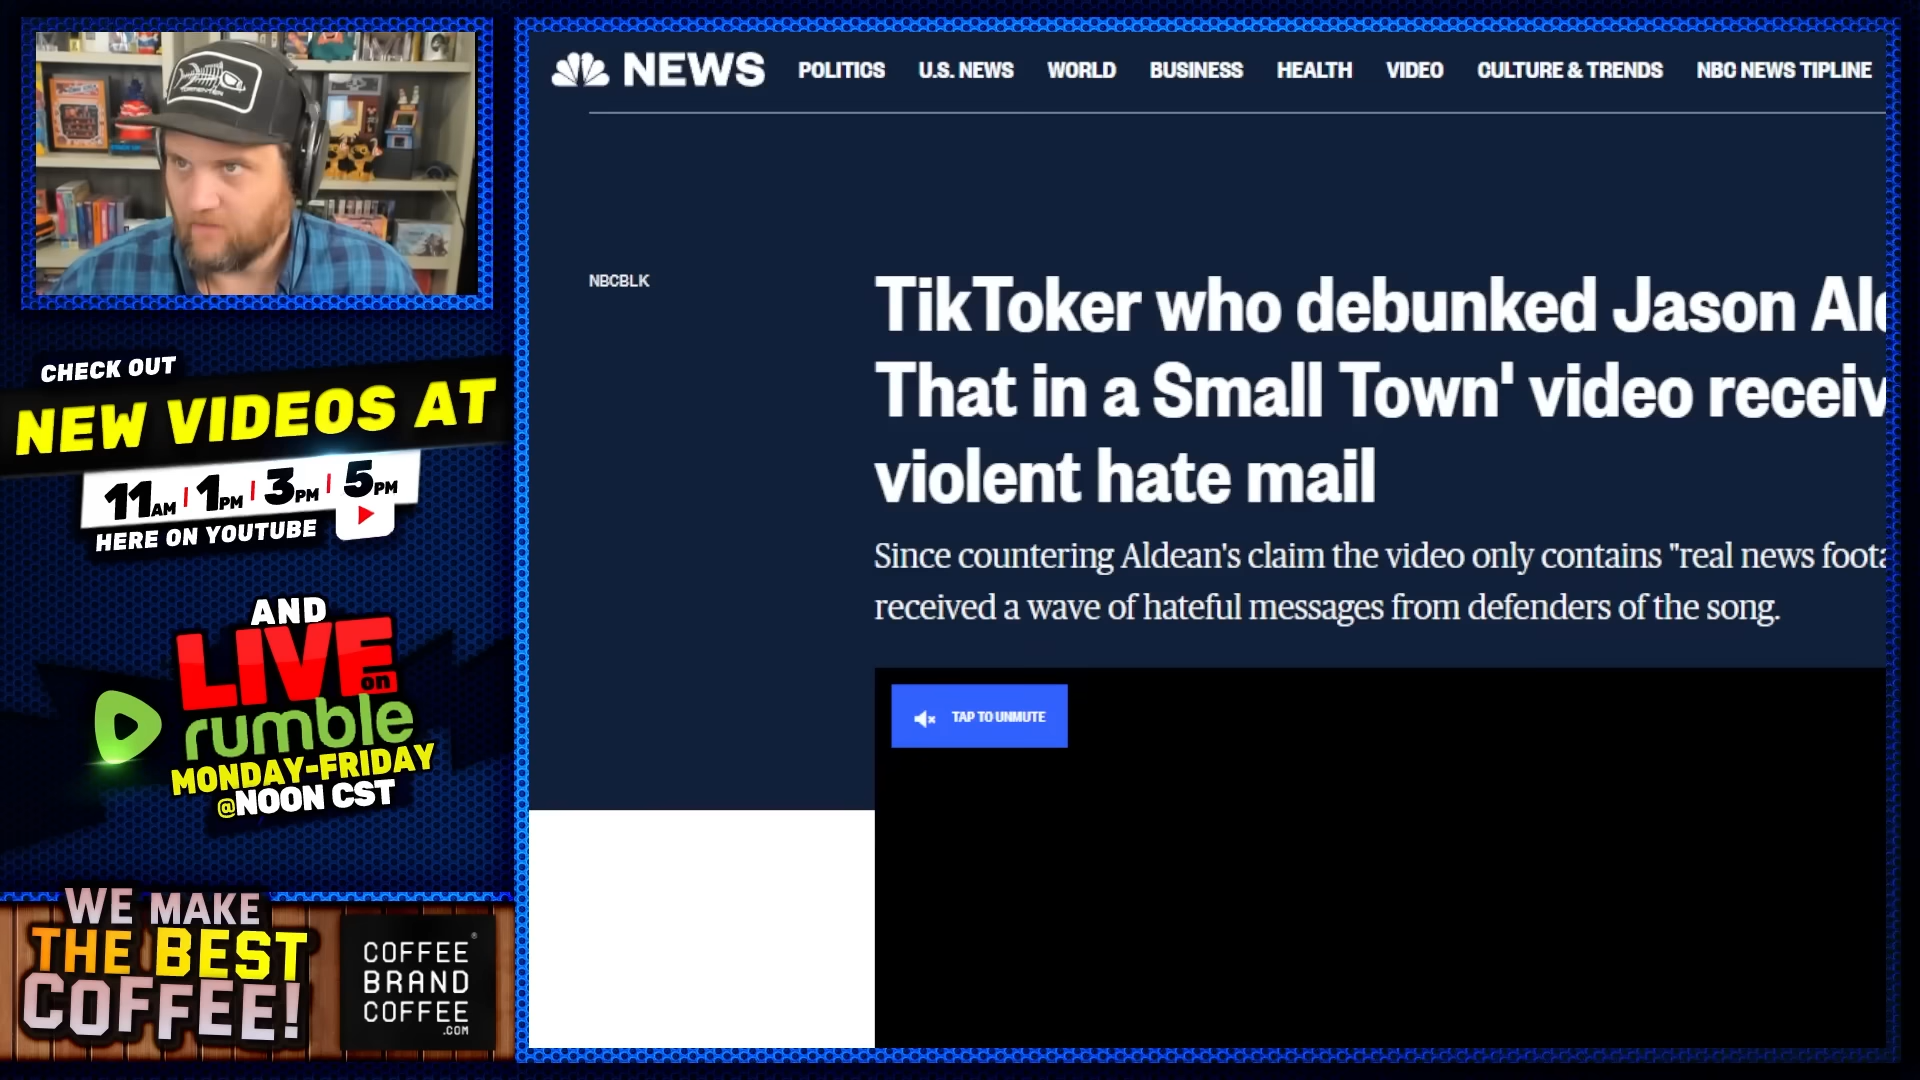 CHECK OUT
NEW VIDEOS AT
11AM | 1PM | 3PM | 5PM
HERE ON YOUTUBE
AND
LIVE on
rumble
MONDAY-FRIDAY
@NOON CST
WE MAKE
THE BEST
COFFEE!
COFFEE®
BRAND
COFFEE
.COM
NEWS POLITICS U.S. NEWS WORLD BUSINESS HEALTH VIDEO CULTURE & TRENDS NBC NEWS TIPLINE
NBCBLK
TikToker who debunked Jason Ald
That in a Small Town' video receiv
violent hate mail
Since countering Aldean's claim the video only contains "real news foota
received a wave of hateful messages from defenders of the song.
TAP TO UNMUTE